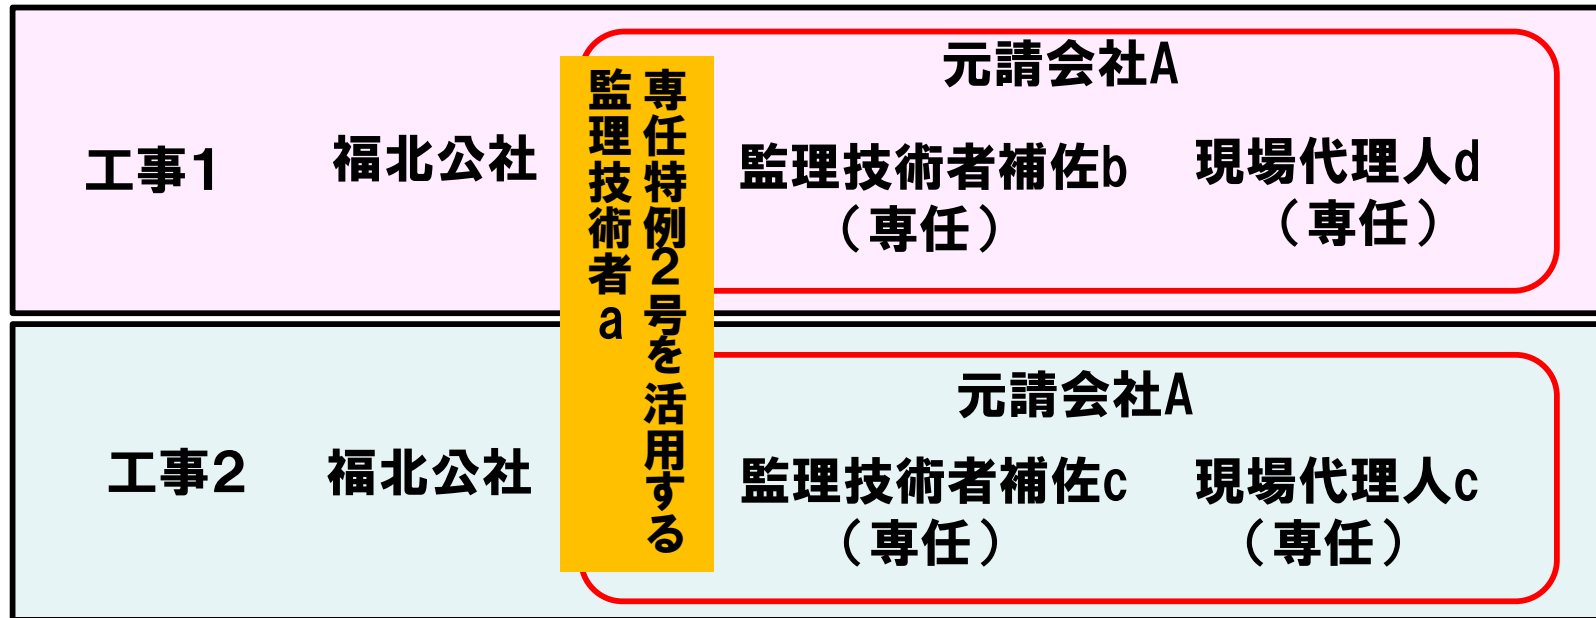 元請会社A
専任特例2号を活用する
監理技術者a
工事1
福北公社
監理技術者補佐b
（専任）
現場代理人d
（専任）
元請会社A
工事2
福北公社
監理技術者補佐c
（専任）
現場代理人c
（専任）